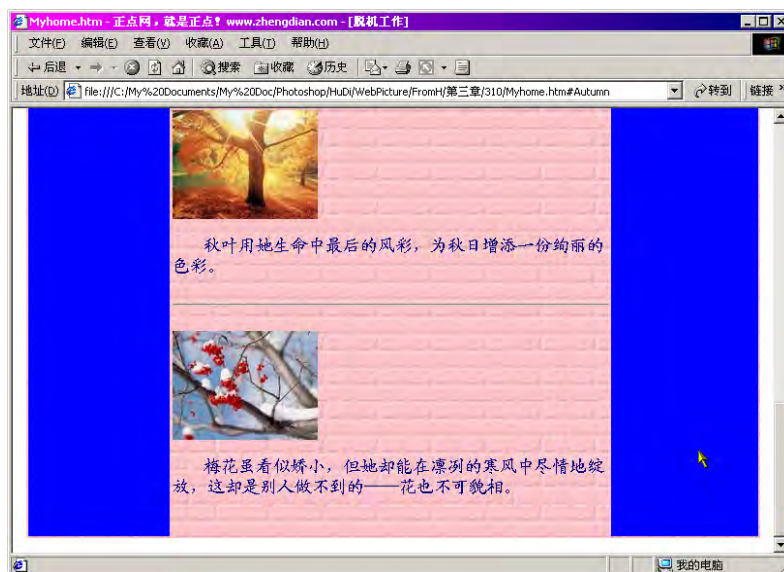 Myhome.htm - 正点网，就是正点！ www.zhengdian.com - [脱机工作]
文件(F) 编辑(E) 查看(V) 收藏(A) 工具(T) 帮助(H)
后退 搜索 收藏 历史
地址(D) file:///C:/My%20Documents/My%20Doc/Photoshop/HuDi/WebPicture/FromH/第三章/310/Myhome.htm#Autumn 转到 链接 »
秋叶用她生命中最后的风彩，为秋日增添一份绚丽的
色彩。
梅花虽看似娇小，但她却能在凛冽的寒风中尽情地绽
放，这却是别人做不到的——花也不可貌相。
我的电脑